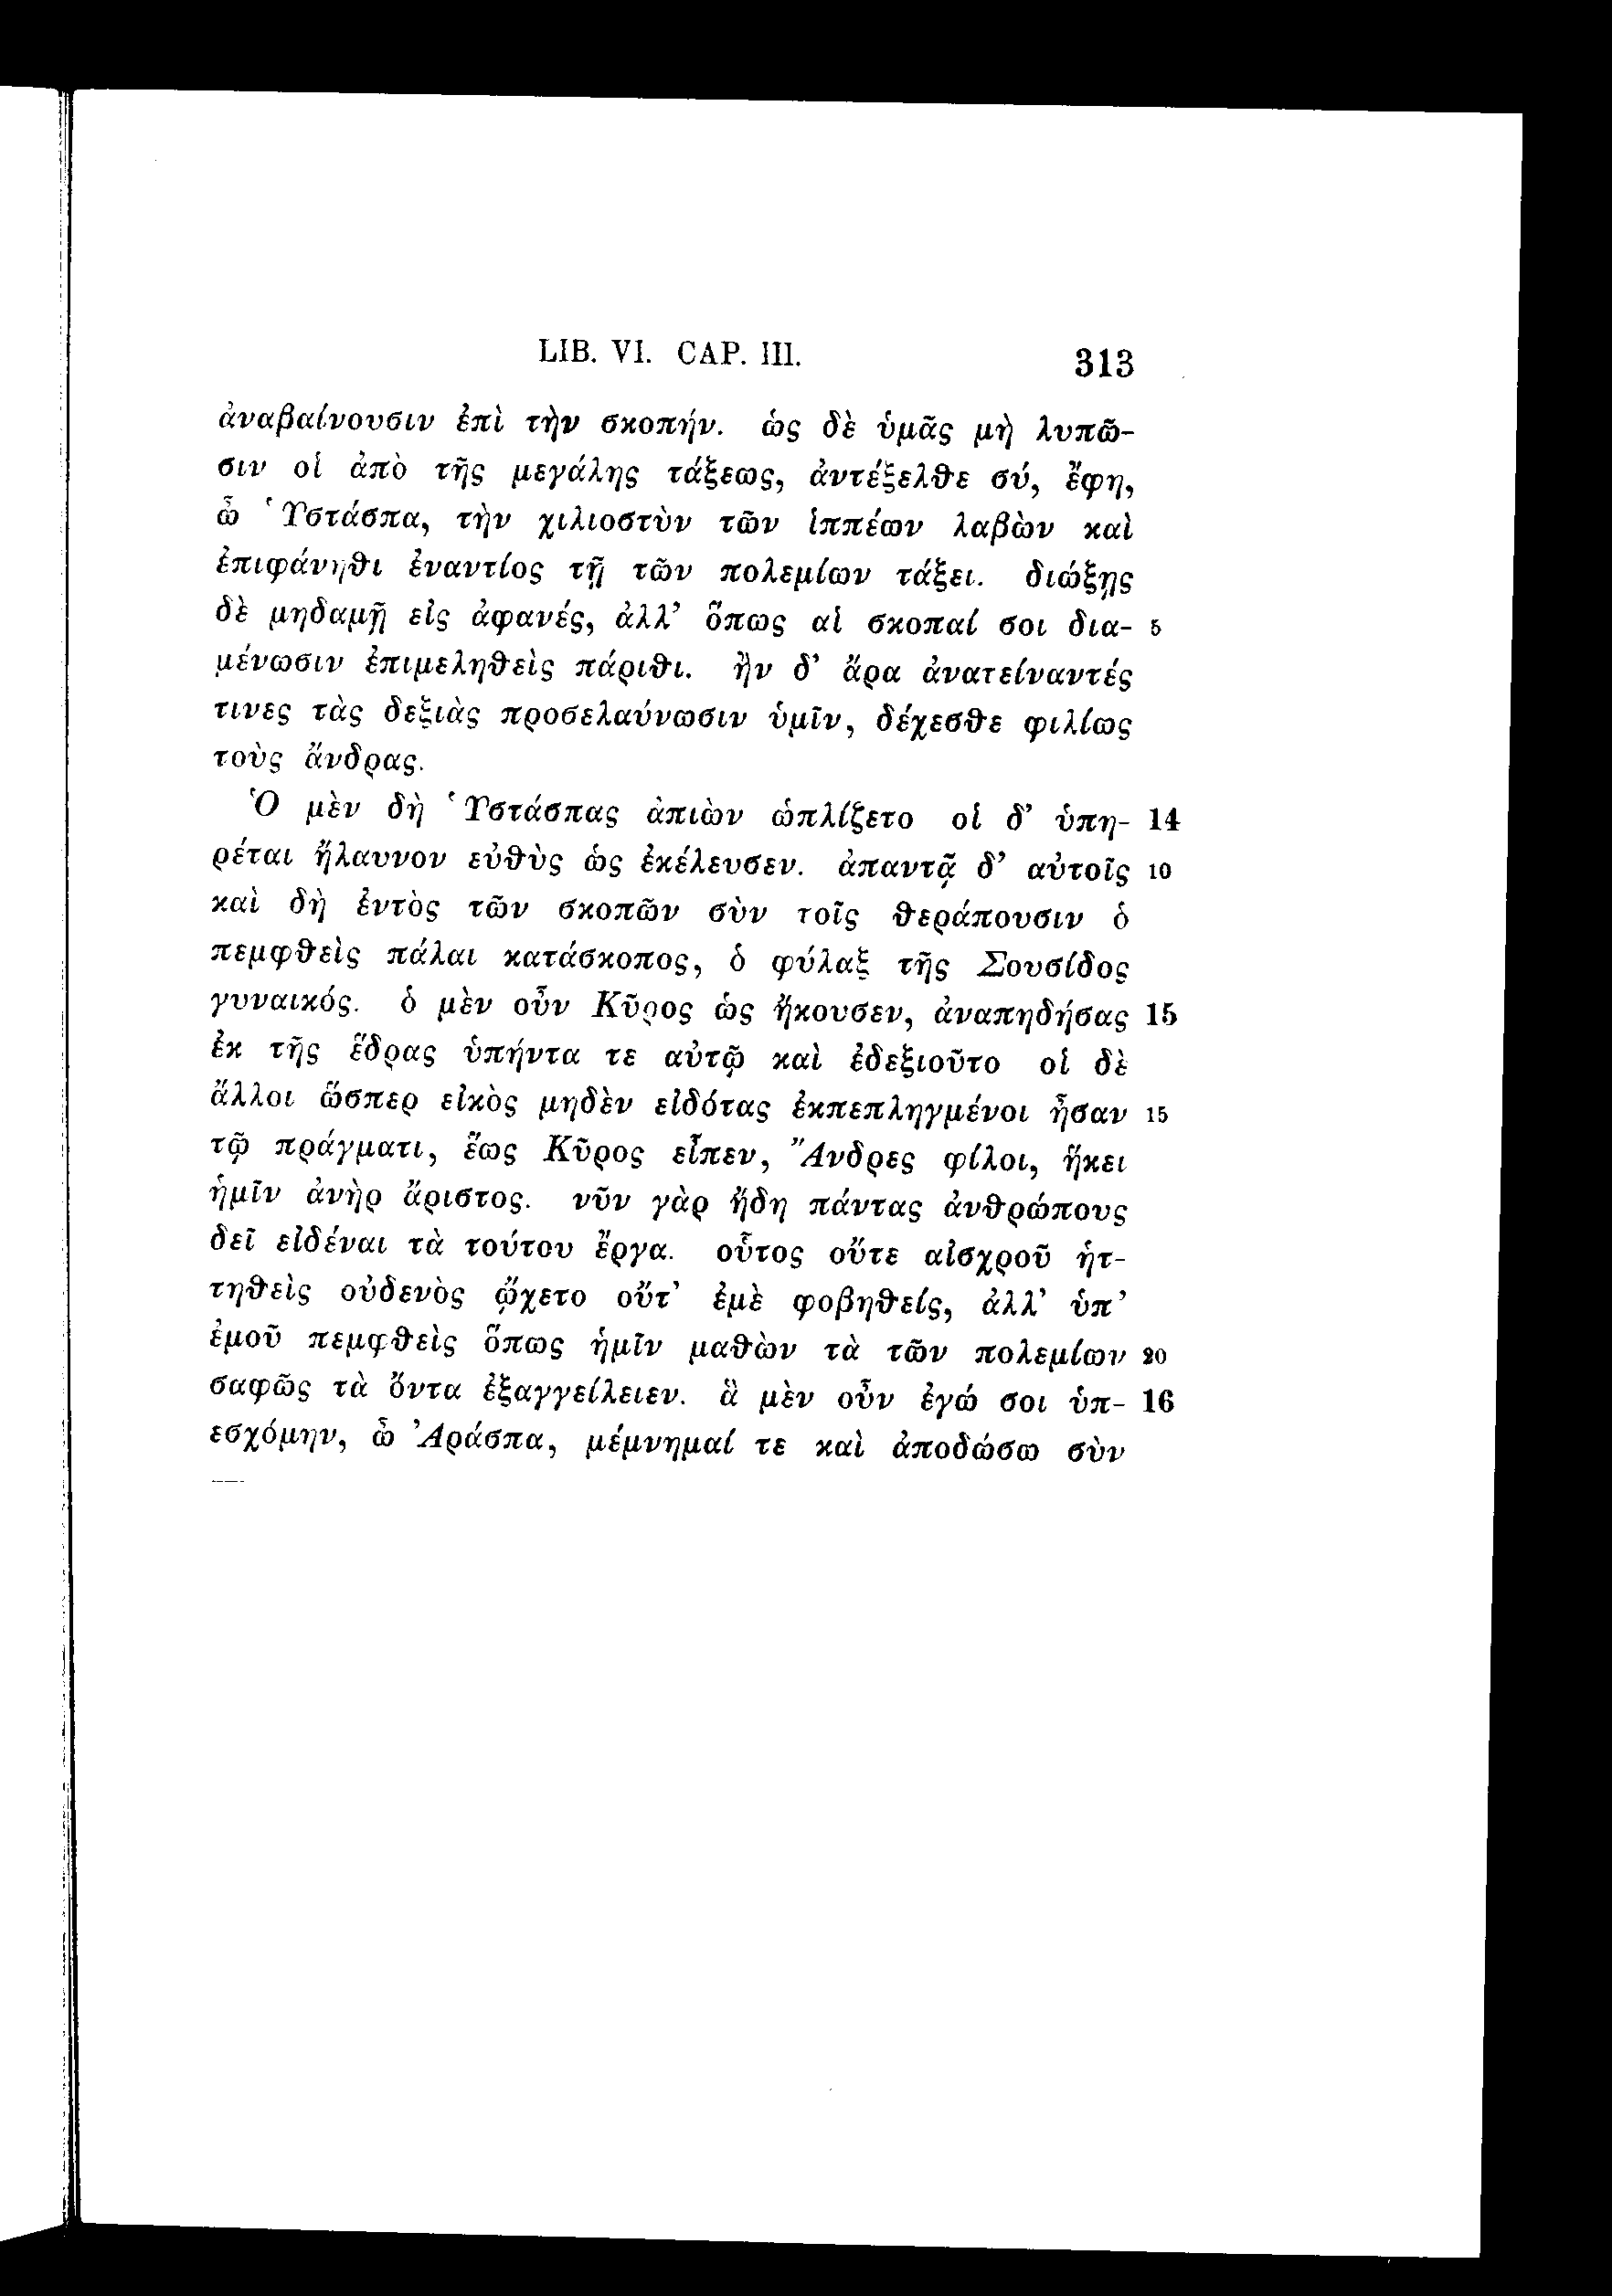 LIB. VI. CAP. III. 313
ἀναβαίνουσιν ἐπὶ τὴν σκοπήν. ὡς δὲ ὑμᾶς μὴ λυπῶ-
σιν οἱ ἀπὸ τῆς μεγάλης τάξεως, ἀντέξελθε σύ, ἔφη,
ὦ Ὑστάσπα, τὴν χιλιοστὺν τῶν ἱππέων λαβὼν καὶ
ἐπιφάνηθι ἐναντίος τῇ τῶν πολεμίων τάξει. διώξῃς
δὲ μηδαμῇ εἰς ἀφανές, ἀλλ’ ὅπως αἱ σκοπαί σοι δια- 5
μένωσιν ἐπιμεληθεὶς πάριθι. ἢν δ’ ἄρα ἀνατείναντές
τινες τὰς δεξιὰς προσελαύνωσιν ὑμῖν, δέχεσθε φιλίως
τοὺς ἄνδρας.
Ὁ μὲν δὴ Ὑστάσπας ἀπιὼν ὡπλίζετο οἱ δ’ ὑπη- 14
ρέται ἤλαυνον εὐθὺς ὡς ἐκέλευσεν. ἀπαντᾷ δ’ αὐτοῖς 10
καὶ δὴ ἐντὸς τῶν σκοπῶν σὺν τοῖς θεράπουσιν ὁ
πεμφθεὶς πάλαι κατάσκοπος, ὁ φύλαξ τῆς Σουσίδος
γυναικός. ὁ μὲν οὖν Κῦρος ὡς ἤκουσεν, ἀναπηδήσας 15
ἐκ τῆς ἕδρας ὑπήντα τε αὐτῷ καὶ ἐδεξιοῦτο οἱ δὲ
ἄλλοι ὥσπερ εἰκὸς μηδὲν εἰδότας ἐκπεπληγμένοι ἦσαν 15
τῷ πράγματι, ἕως Κῦρος εἶπεν, Ἄνδρες φίλοι, ἥκει
ἡμῖν ἀνὴρ ἄριστος. νῦν γὰρ ἤδη πάντας ἀνθρώπους
δεῖ εἰδέναι τὰ τούτου ἔργα. οὗτος οὔτε αἰσχροῦ ἡτ-
τηθεὶς οὐδενὸς ᾤχετο οὔτ’ ἐμὲ φοβηθείς, ἀλλ’ ὑπ’
ἐμοῦ πεμφθεὶς ὅπως ἡμῖν μαθὼν τὰ τῶν πολεμίων 20
σαφῶς τὰ ὄντα ἐξαγγείλειεν. ἃ μὲν οὖν ἐγώ σοι ὑπ- 16
εσχόμην, ὦ Ἀράσπα, μέμνημαί τε καὶ ἀποδώσω σὺν